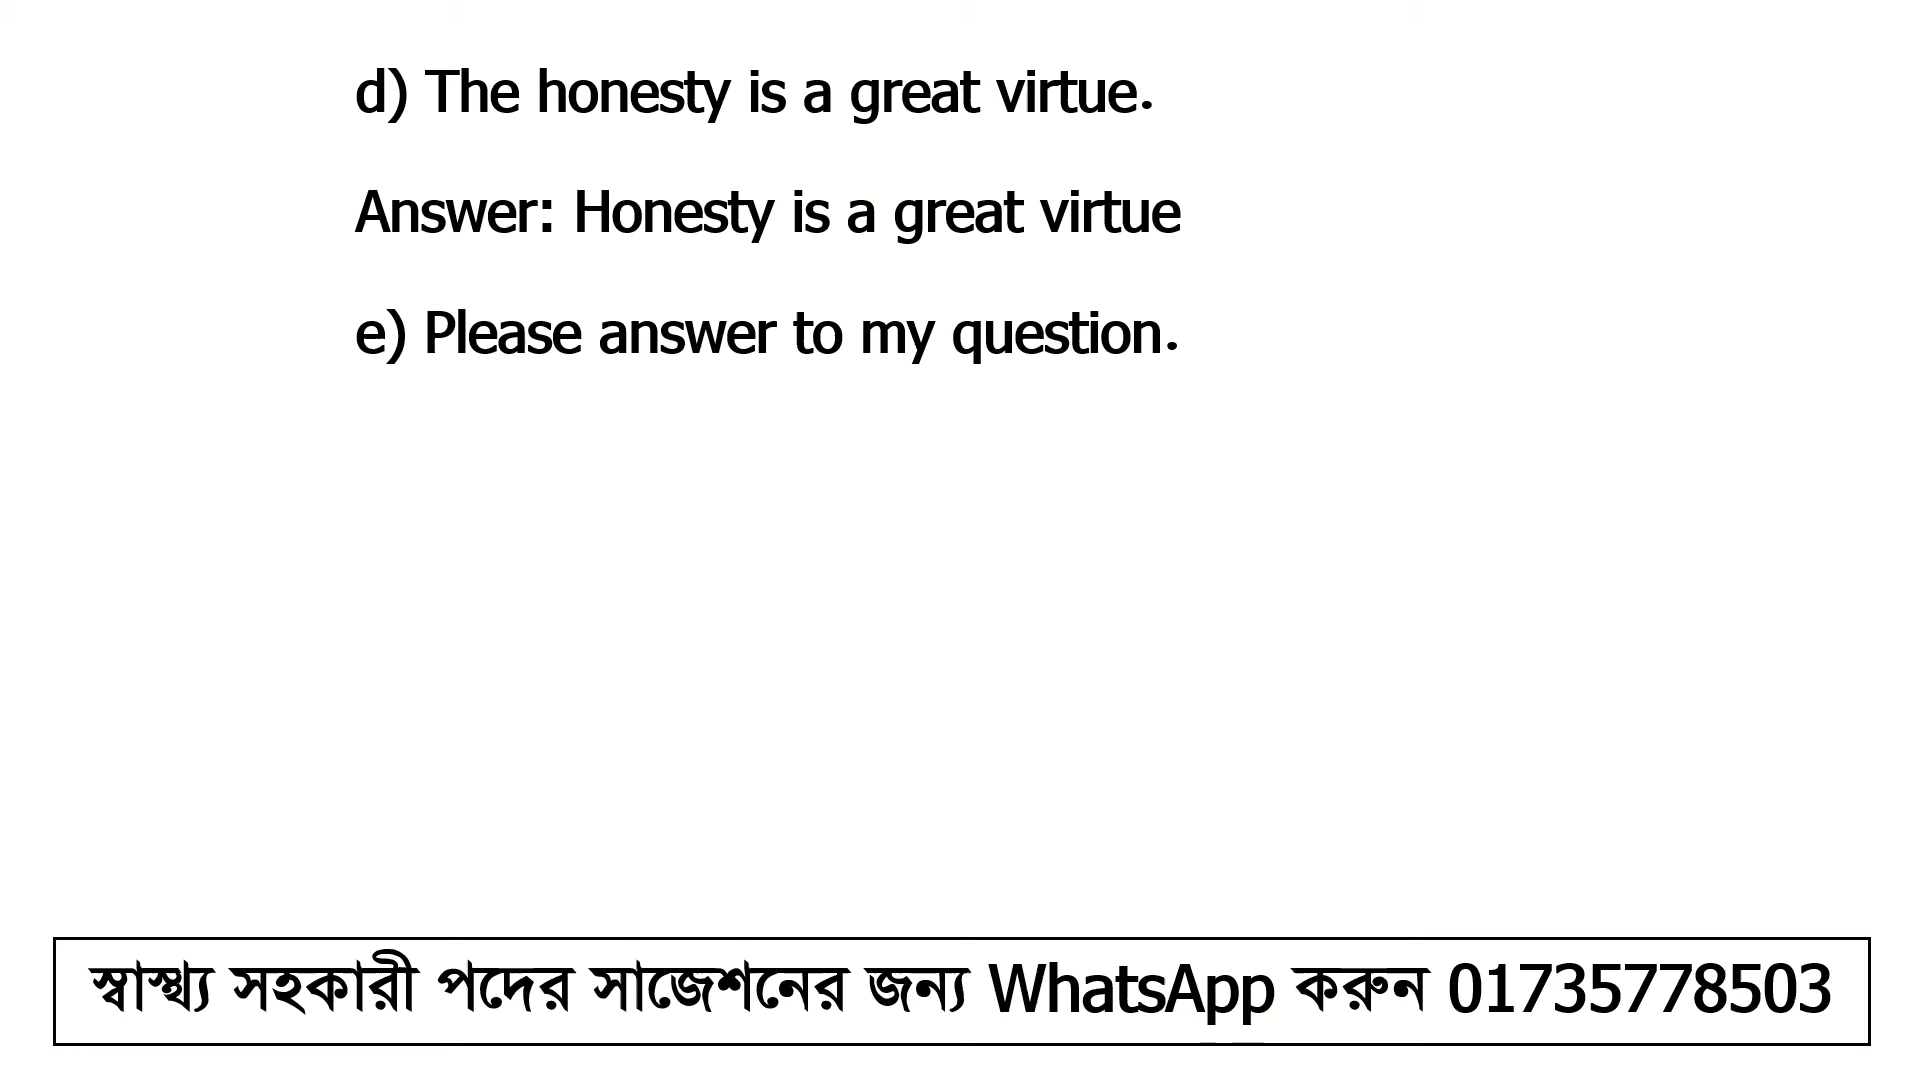 d) The honesty is a great virtue.
Answer: Honesty is a great virtue
e) Please answer to my question.
স্বাস্থ্য সহকারী পদের সাজেশনের জন্য WhatsApp করুন 01735778503